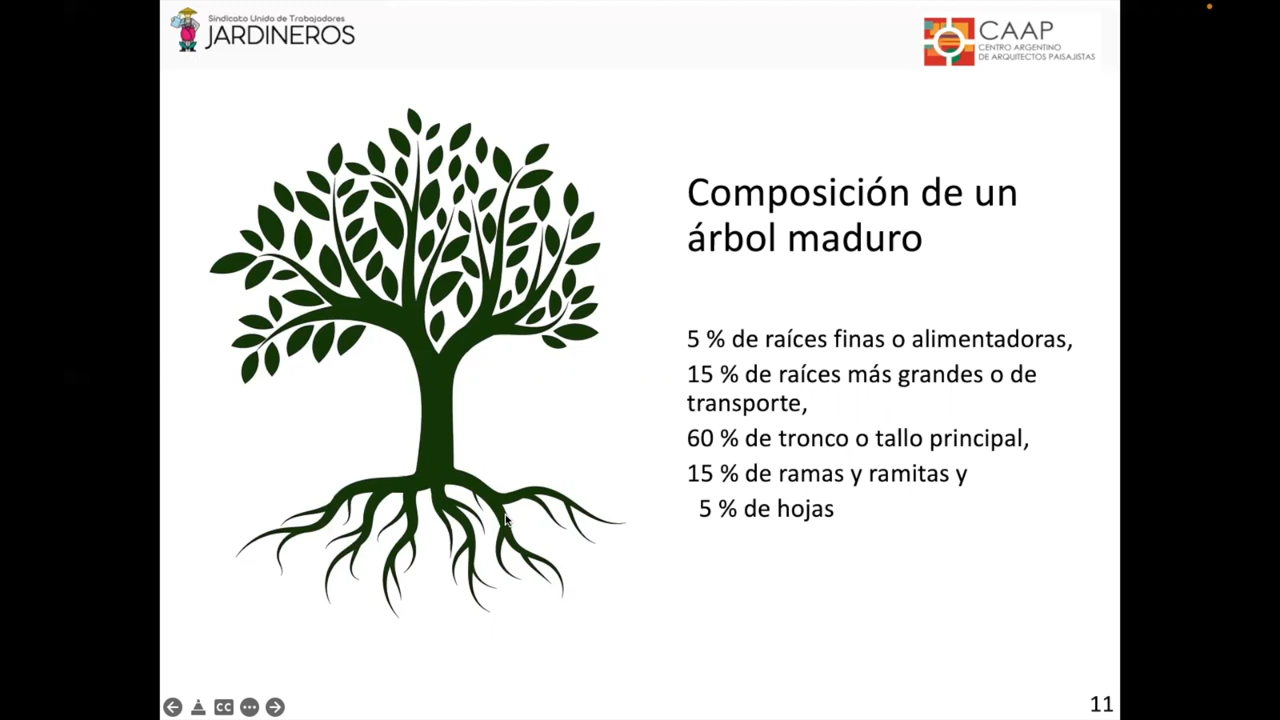 Sindicato Unido de Trabajadores
JARDINEROS
CAAP
CENTRO ARGENTINO
DE ARQUITECTOS PAISAJISTAS
Composición de un
árbol maduro
5 % de raíces finas o alimentadoras,
15 % de raíces más grandes o de
transporte,
60 % de tronco o tallo principal,
15 % de ramas y ramitas y
5 % de hojas
CC
11